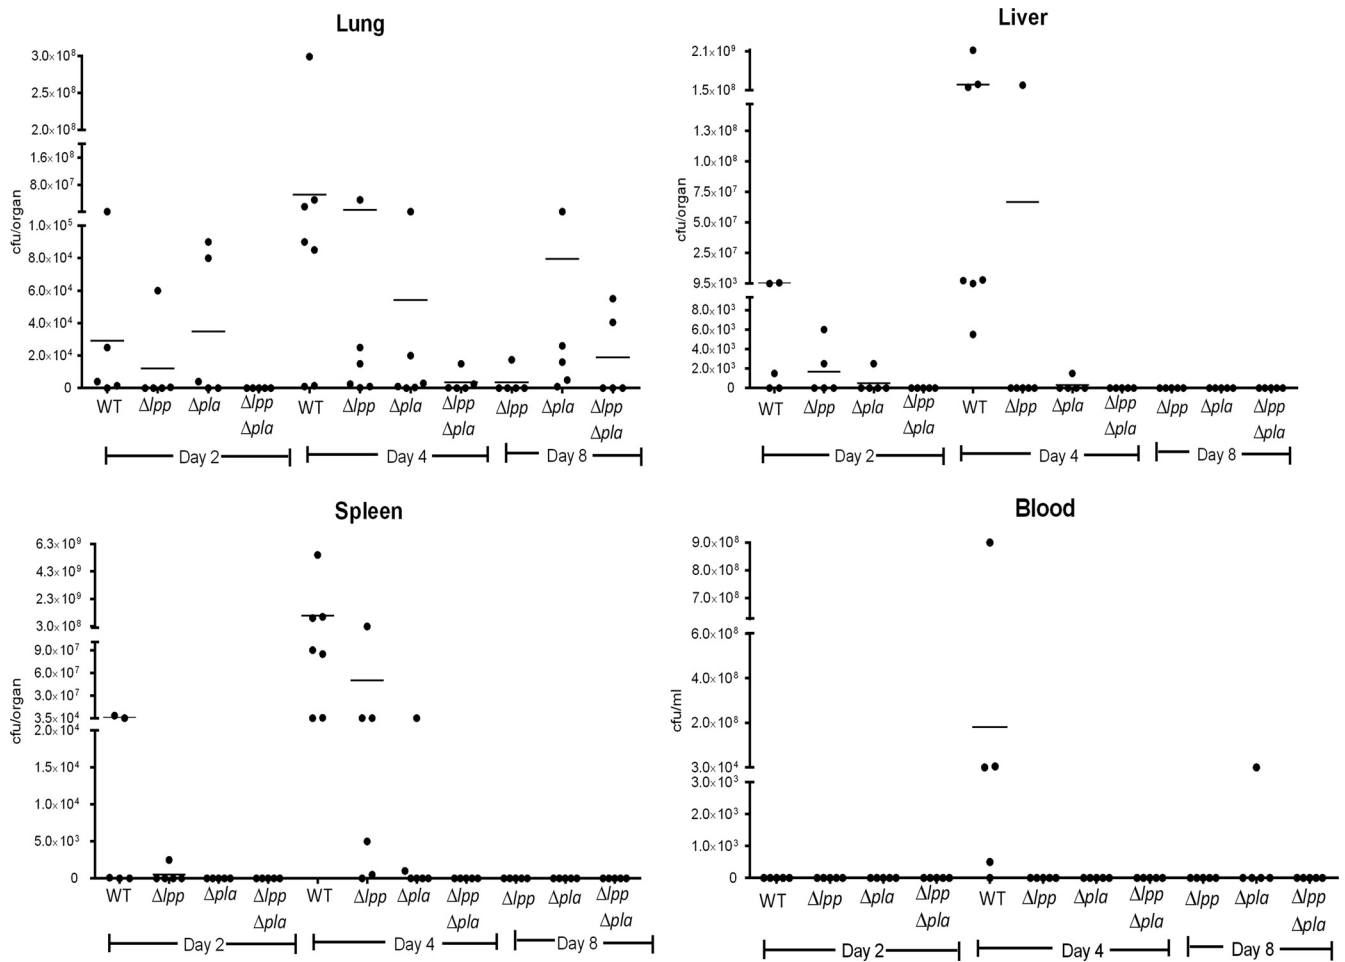 Lung
3.0×10⁸
2.5×10⁸
2.0×10⁸
1.6×10⁸
8.0×10⁷
1.0×10⁵
8.0×10⁴
6.0×10⁴
4.0×10⁴
2.0×10⁴
0
cfu/organ
WT Δlpp Δpla Δlpp WT Δlpp Δpla Δlpp Δlpp Δpla Δlpp
Δpla Δpla Δpla
Day 2 Day 4 Day 8
Liver
2.1×10⁹
1.5×10⁸
1.3×10⁸
1.0×10⁸
7.5×10⁷
5.0×10⁷
2.5×10⁷
9.5×10³
8.0×10³
6.0×10³
4.0×10³
2.0×10³
0
cfu/organ
WT Δlpp Δpla Δlpp WT Δlpp Δpla Δlpp Δlpp Δpla Δlpp
Δpla Δpla Δpla
Day 2 Day 4 Day 8
Spleen
6.3×10⁹
4.3×10⁹
2.3×10⁹
3.0×10⁸
9.0×10⁷
6.0×10⁷
3.0×10⁷
3.5×10⁴
2.0×10⁴
1.5×10⁴
1.0×10⁴
5.0×10³
0
cfu/organ
WT Δlpp Δpla Δlpp WT Δlpp Δpla Δlpp Δlpp Δpla Δlpp
Δpla Δpla Δpla
Day 2 Day 4 Day 8
Blood
9.0×10⁸
8.0×10⁸
7.0×10⁸
6.0×10⁸
4.0×10⁸
2.0×10⁸
3.0×10⁴
3.0×10³
2.0×10³
1.0×10³
0
cfu/ml
WT Δlpp Δpla Δlpp WT Δlpp Δpla Δlpp Δlpp Δpla Δlpp
Δpla Δpla Δpla
Day 2 Day 4 Day 8